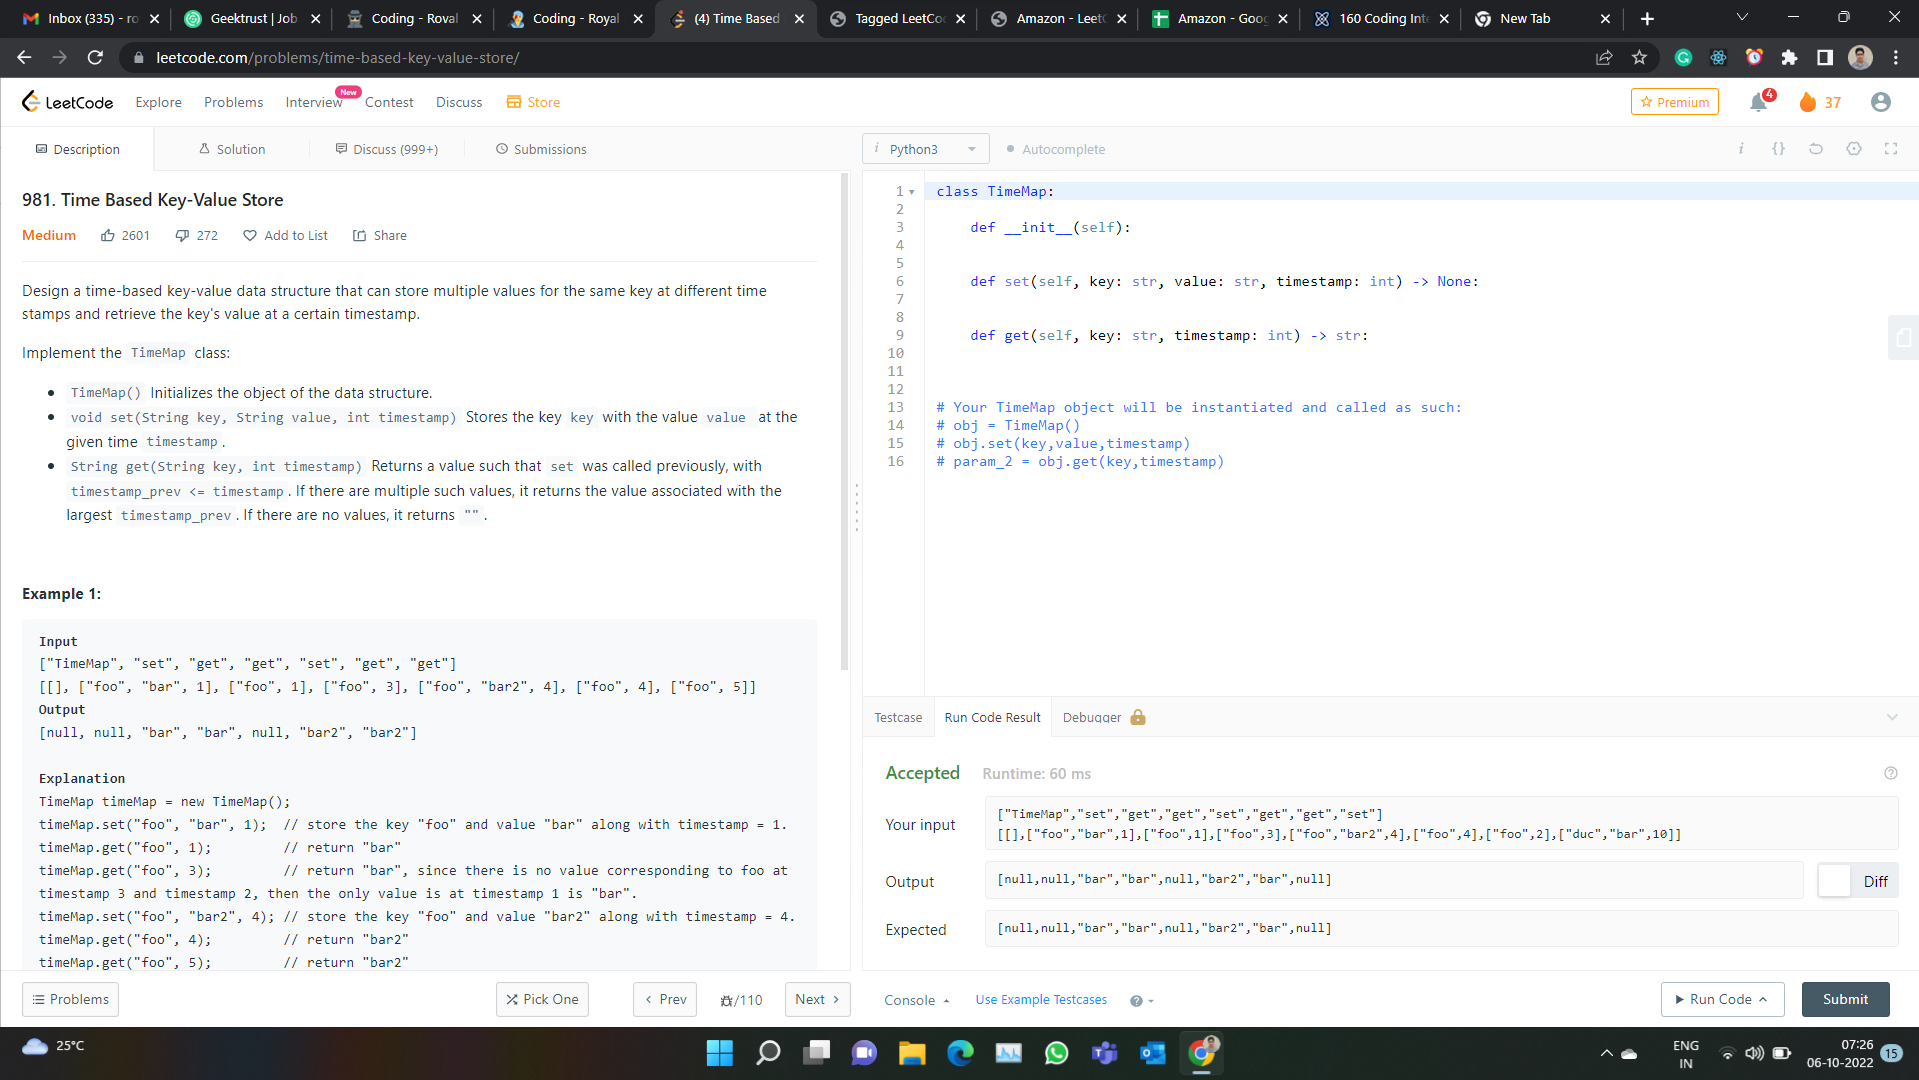 Inbox (335) - ro
Geektrust | Job
Coding - Royal
Coding - Royal
(4) Time Based
Tagged LeetCo
Amazon - LeetC
Amazon - Goog
160 Coding Inte
New Tab
leetcode.com/problems/time-based-key-value-store/
LeetCode
Explore
Problems
Interview
New
Contest
Discuss
Store
Premium
4
37
Description
Solution
Discuss (999+)
Submissions
i Python3
Autocomplete
i {}
981. Time Based Key-Value Store
Medium 2601 272 Add to List Share
Design a time-based key-value data structure that can store multiple values for the same key at different time
stamps and retrieve the key's value at a certain timestamp.
Implement the TimeMap class:
• TimeMap() Initializes the object of the data structure.
• void set(String key, String value, int timestamp) Stores the key key with the value value at the
given time timestamp.
• String get(String key, int timestamp) Returns a value such that set was called previously, with
timestamp_prev <= timestamp. If there are multiple such values, it returns the value associated with the
largest timestamp_prev. If there are no values, it returns "".
Example 1:
Input
["TimeMap", "set", "get", "get", "set", "get", "get"]
[[], ["foo", "bar", 1], ["foo", 1], ["foo", 3], ["foo", "bar2", 4], ["foo", 4], ["foo", 5]]
Output
[null, null, "bar", "bar", null, "bar2", "bar2"]
Explanation
TimeMap timeMap = new TimeMap();
timeMap.set("foo", "bar", 1);  // store the key "foo" and value "bar" along with timestamp = 1.
timeMap.get("foo", 1);         // return "bar"
timeMap.get("foo", 3);         // return "bar", since there is no value corresponding to foo at
timestamp 3 and timestamp 2, then the only value is at timestamp 1 is "bar".
timeMap.set("foo", "bar2", 4); // store the key "foo" and value "bar2" along with timestamp = 4.
timeMap.get("foo", 4);         // return "bar2"
timeMap.get("foo", 5);         // return "bar2"
1 class TimeMap:
2
3     def __init__(self):
4
5
6     def set(self, key: str, value: str, timestamp: int) -> None:
7
8
9     def get(self, key: str, timestamp: int) -> str:
10
11
12
13 # Your TimeMap object will be instantiated and called as such:
14 # obj = TimeMap()
15 # obj.set(key,value,timestamp)
16 # param_2 = obj.get(key,timestamp)
Testcase
Run Code Result
Debugger
Accepted Runtime: 60 ms
Your input
["TimeMap","set","get","get","set","get","get","set"]
[[],["foo","bar",1],["foo",1],["foo",3],["foo","bar2",4],["foo",4],["foo",2],["duc","bar",10]]
Output
[null,null,"bar","bar",null,"bar2","bar",null]
Diff
Expected
[null,null,"bar","bar",null,"bar2","bar",null]
Problems
Pick One
Prev
/110
Next
Console
Use Example Testcases
Run Code
Submit
25°C
ENG
IN
07:26
06-10-2022
15